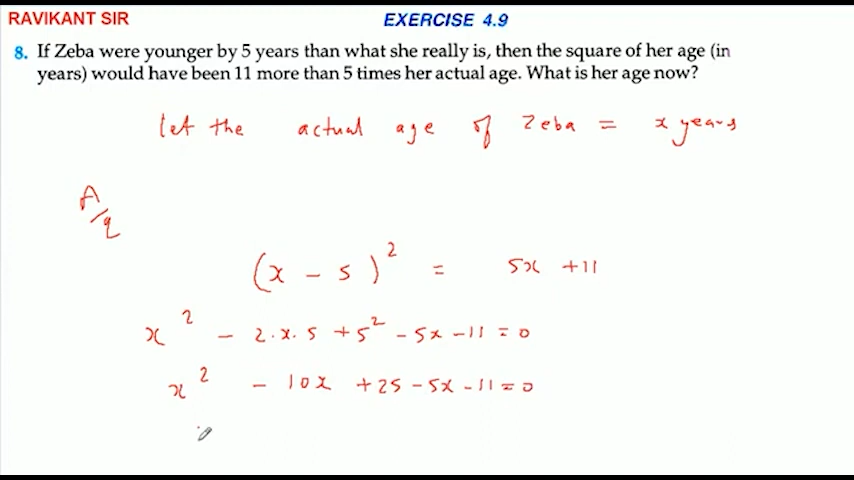 RAVIKANT SIR
EXERCISE 4.9
8. If Zeba were younger by 5 years than what she really is, then the square of her age (in
years) would have been 11 more than 5 times her actual age. What is her age now?
let the actual age of Zeba = x years
A/q
(x - 5)² = 5x + 11
x² - 2.x.5 + 5² - 5x - 11 = 0
x² - 10x + 25 - 5x - 11 = 0